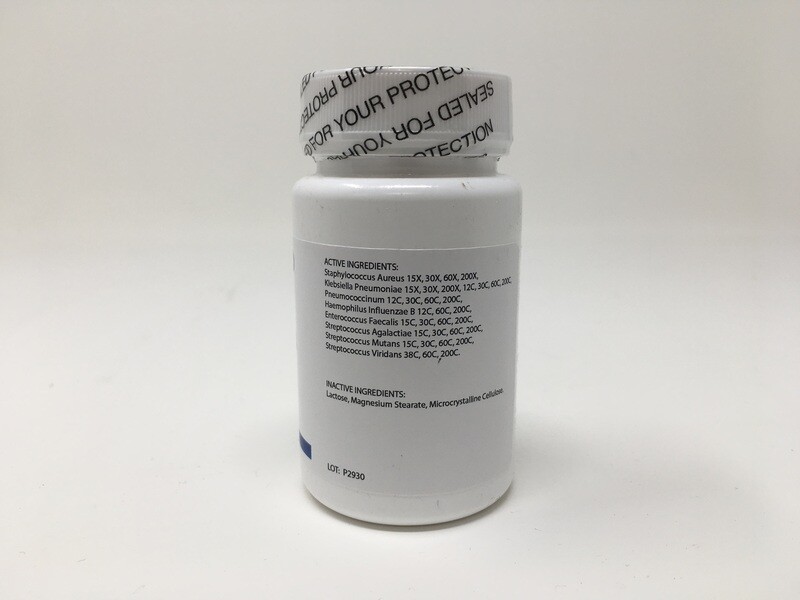 SEALED FOR YOUR PROTECTION
FOR YOUR PROTEC
SEALED FOR YOUR
OTECTION
ACTIVE INGREDIENTS:
Staphylococcus Aureus 15X, 30X, 60X, 200X,
Klebsiella Pneumoniae 15X, 30X, 200X, 12C, 30C, 60C, 200C,
Pneumococcinum 12C, 30C, 60C, 200C,
Haemophilus Influenzae B 12C, 60C, 200C,
Enterococcus Faecalis 15C, 30C, 60C, 200C,
Streptococcus Agalactiae 15C, 30C, 60C, 200C,
Streptococcus Mutans 15C, 30C, 60C, 200C,
Streptococcus Viridans 38C, 60C, 200C.
INACTIVE INGREDIENTS:
Lactose, Magnesium Stearate, Microcrystalline Cellulose.
LOT: P2930